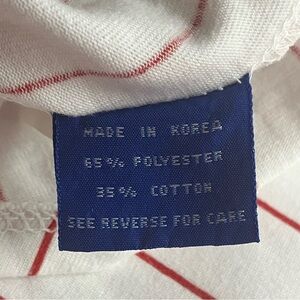 MADE IN KOREA
65% POLYESTER
35% COTTON
SEE REVERSE FOR CARE